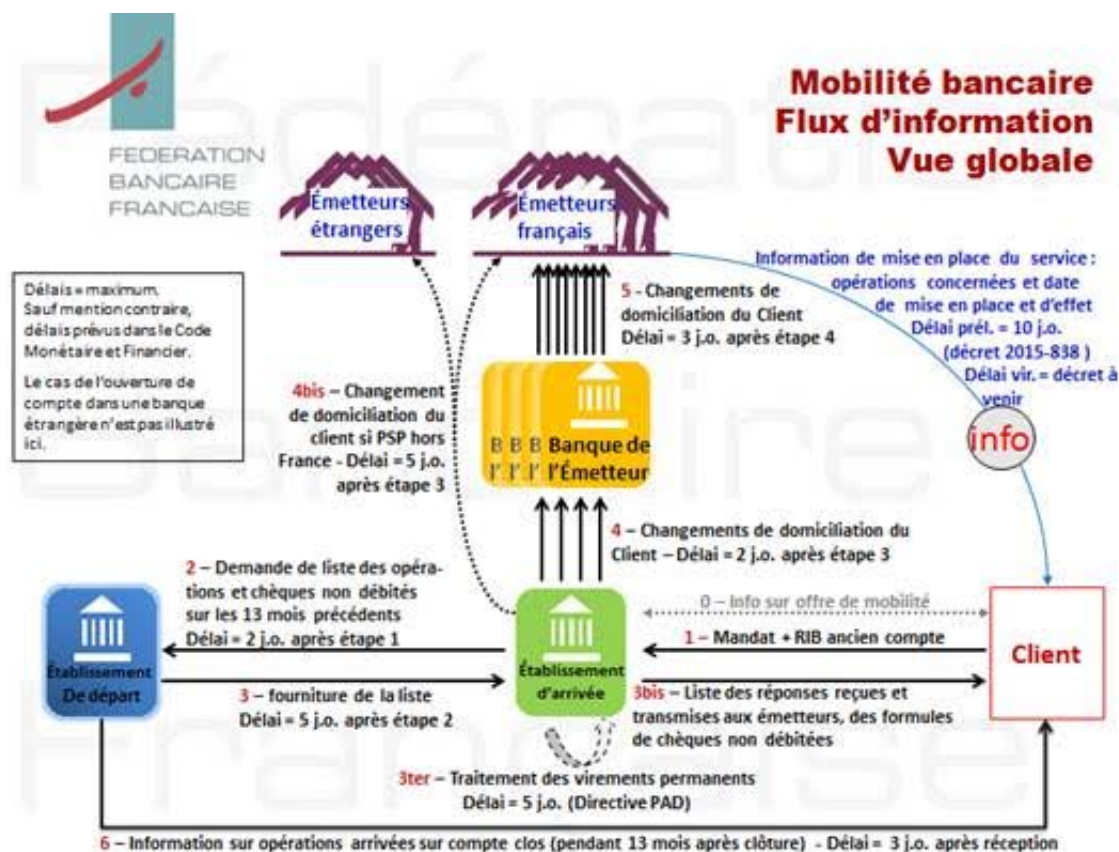 Mobilité bancaire
Flux d'information
Vue globale
FEDERATION
BANCAIRE
FRANCAISE
Émetteurs
étrangers
Émetteurs
français
Information de mise en place du service :
opérations concernées et date
de mise en place et d'effet
Délai prél. = 10 j.o.
(décret 2015-838 )
Délai vir. = décret à
venir
info
Délais = maximum.
Sauf mention contraire,
délais prévus dans le Code
Monétaire et Financier.
Le cas de l'ouverture de
compte dans une banque
étrangère n'est pas illustré
ici.
5 - Changements de
domiciliation du Client
Délai = 3 j.o. après étape 4
4bis – Changement
de domiciliation du
client si PSP hors
France - Délai = 5 j.o.
après étape 3
B B B Banque de
l' l' l' l'Émetteur
4 – Changements de domiciliation du
Client – Délai = 2 j.o. après étape 3
2 – Demande de liste des opéra-
tions et chèques non débités
sur les 13 mois précédents
Délai = 2 j.o. après étape 1
0 – Info sur offre de mobilité
1 – Mandat + RIB ancien compte
Client
Établissement
De départ
Établissement
d'arrivée
3 – fourniture de la liste
Délai = 5 j.o. après étape 2
3bis – Liste des réponses reçues et
transmises aux émetteurs, des formules
de chèques non débitées
3ter – Traitement des virements permanents
Délai = 5 j.o. (Directive PAD)
6 – Information sur opérations arrivées sur compte clos (pendant 13 mois après clôture) - Délai = 3 j.o. après réception
Fédération
Bancaire
Française